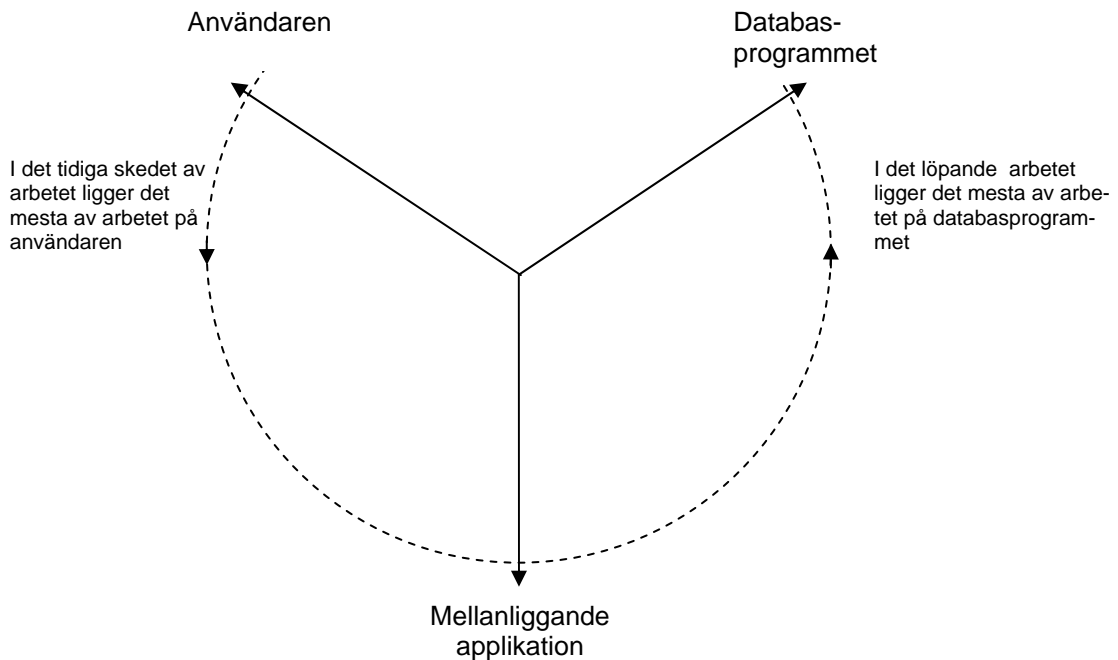 Användaren
Databas-
programmet
I det tidiga skedet av
arbetet ligger det
mesta av arbetet på
användaren
I det löpande  arbetet
ligger det mesta av arbe-
tet på databasprogram-
met
Mellanliggande
applikation